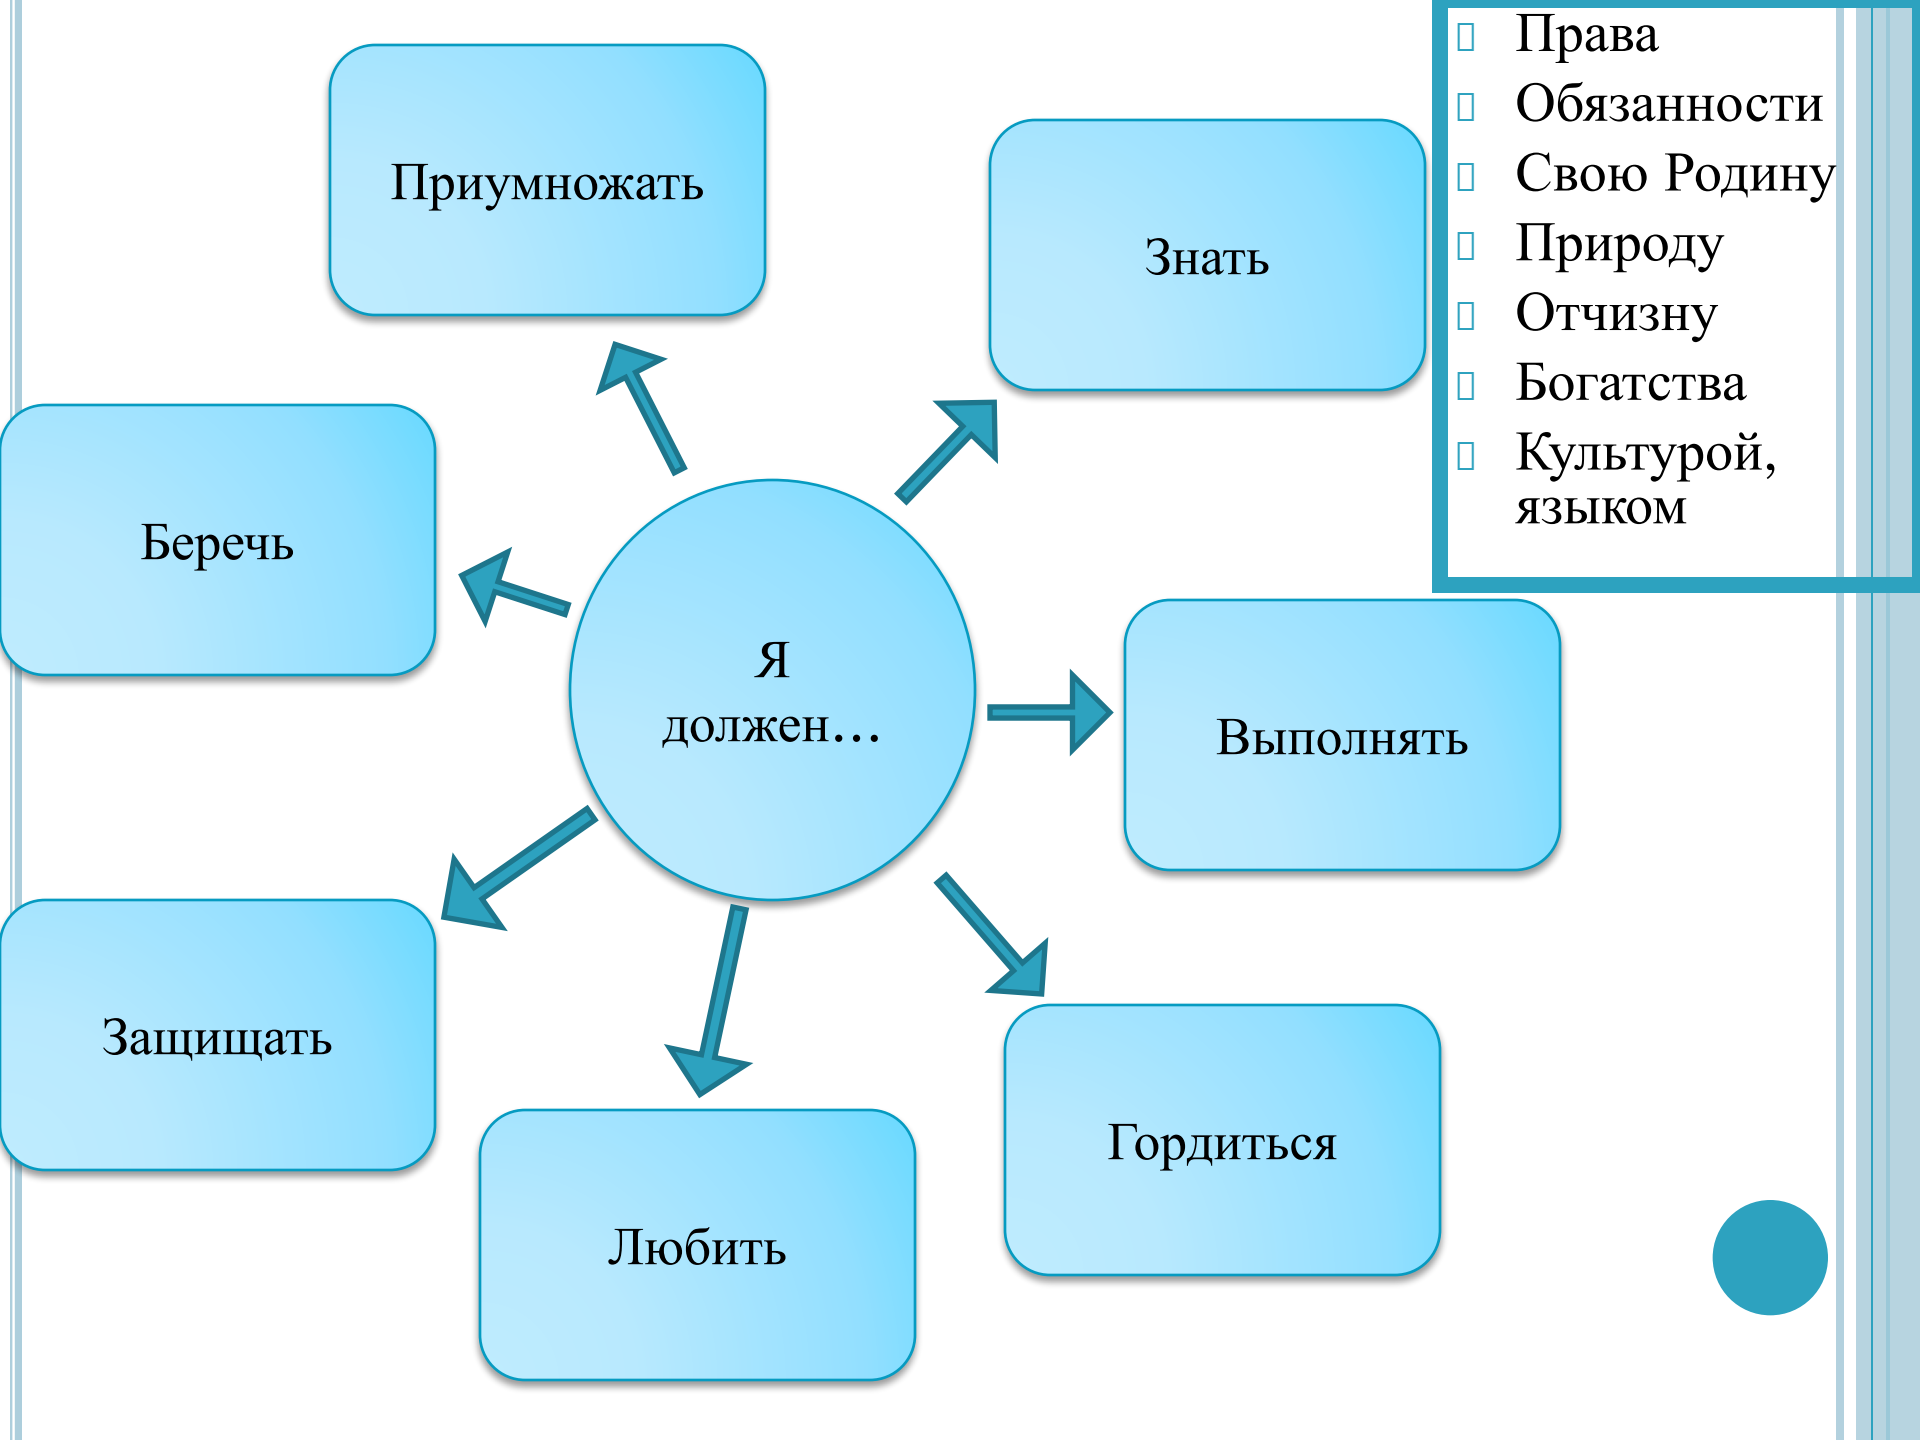 Приумножать
Знать
Беречь
Я
должен...
Выполнять
Защищать
Гордиться
Любить
Права
Обязанности
Свою Родину
Природу
Отчизну
Богатства
Культурой,
языком